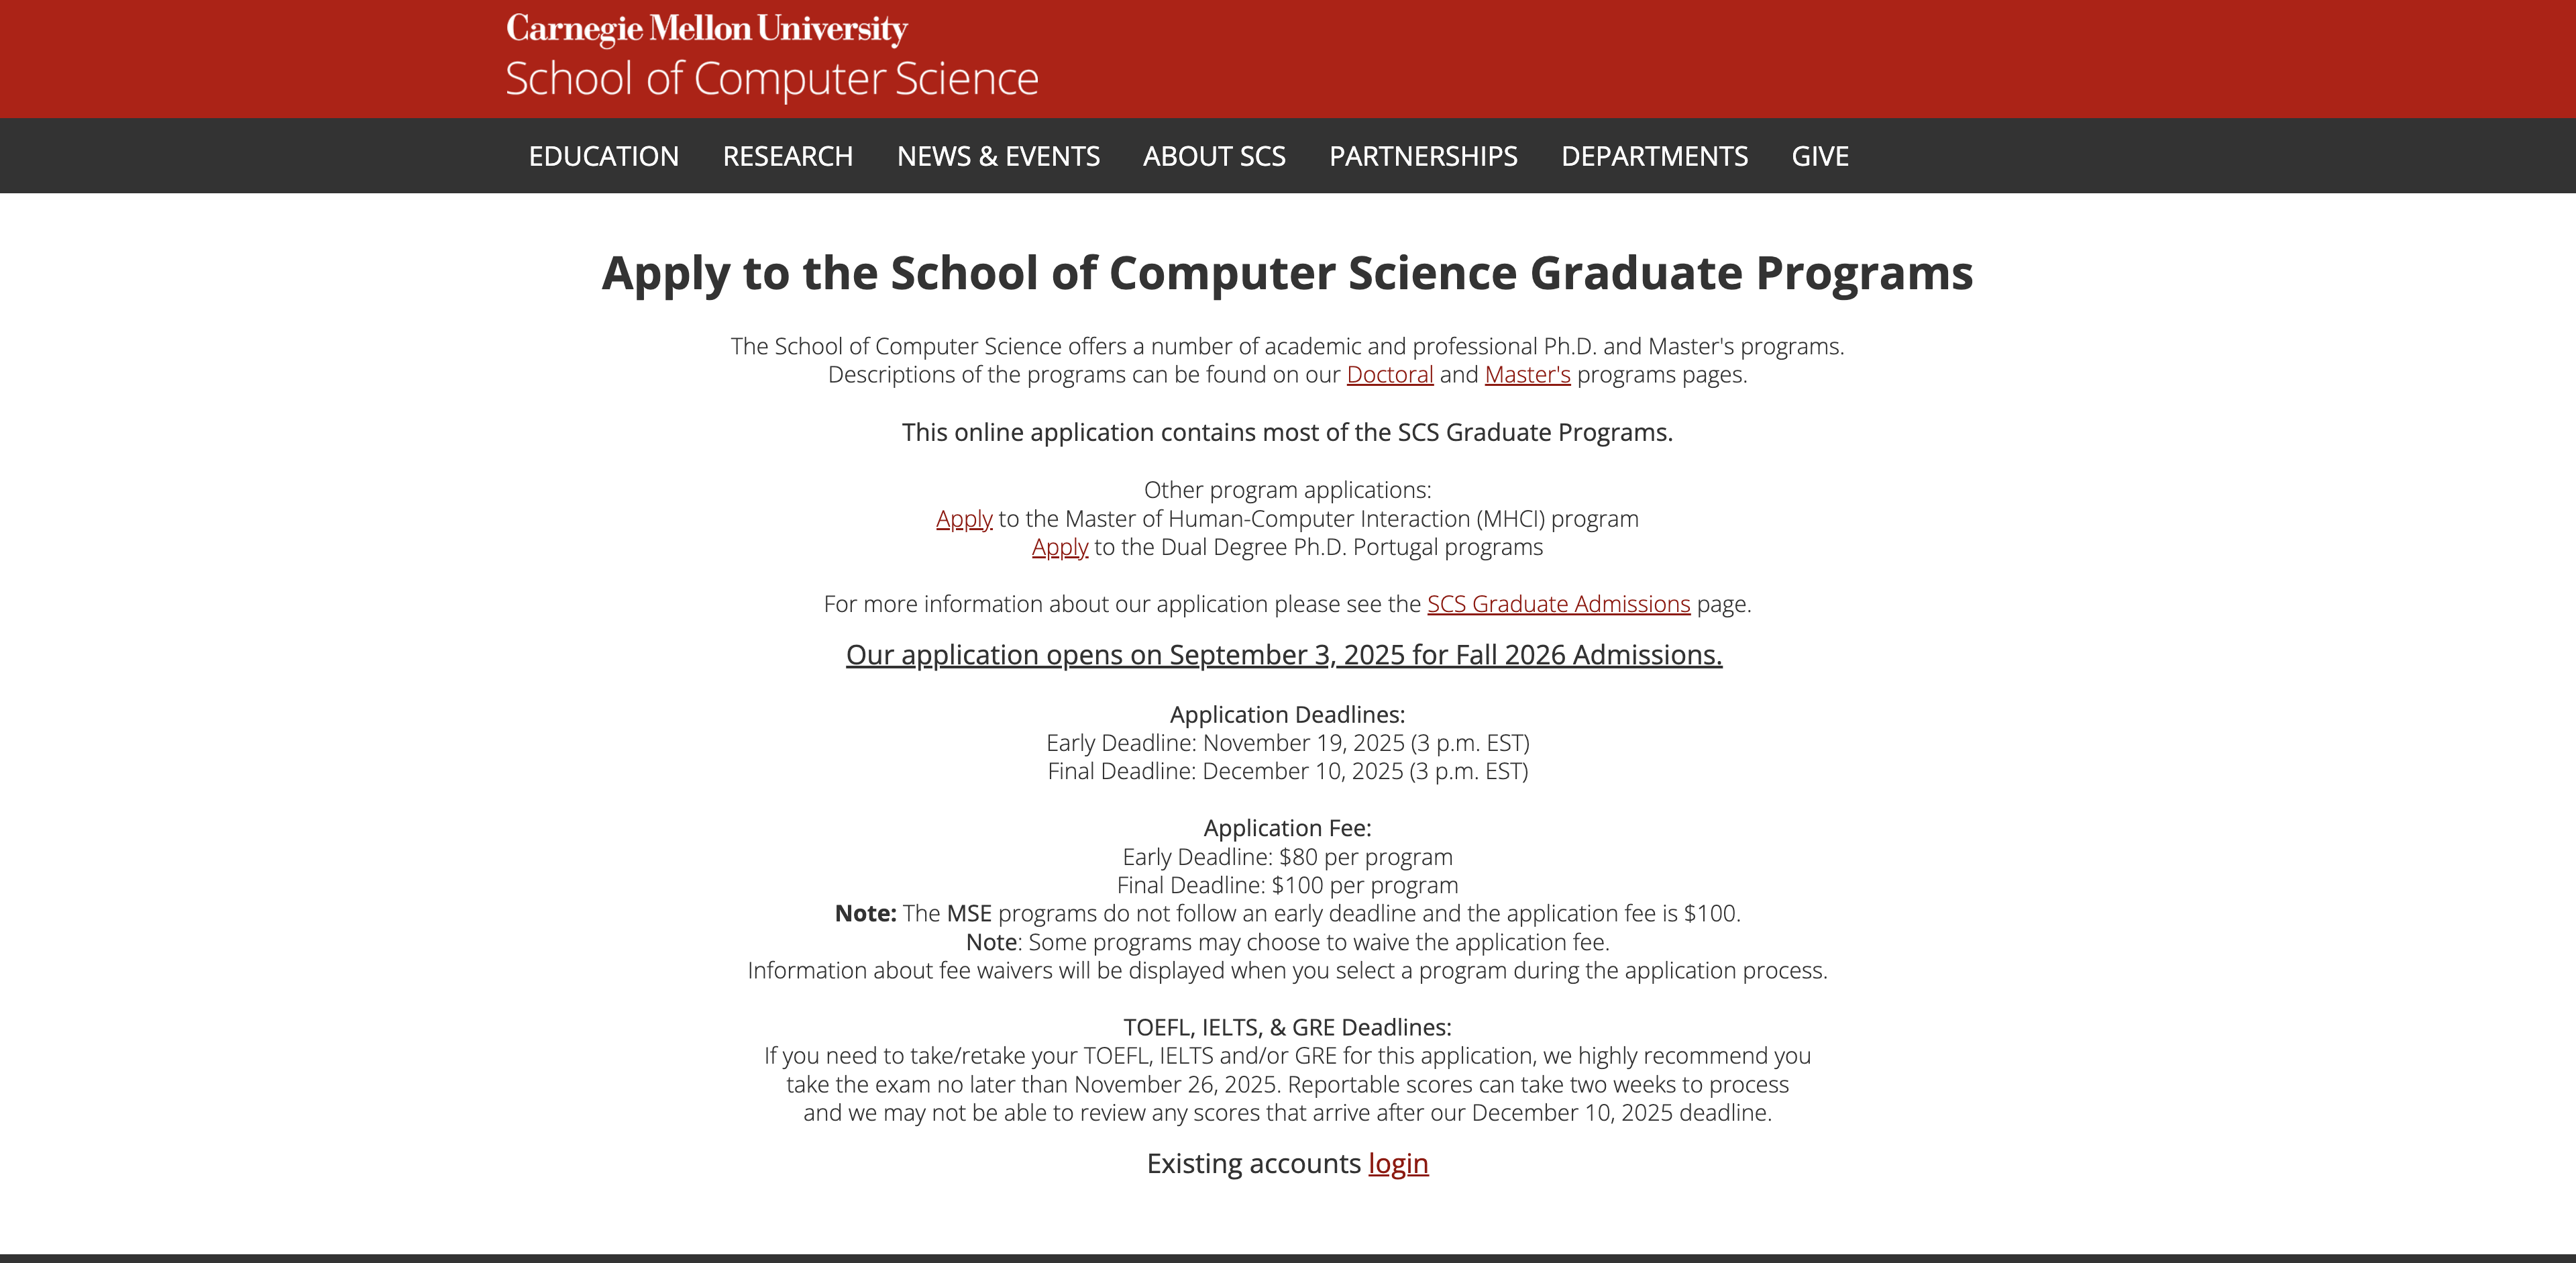 Carnegie Mellon University
School of Computer Science
EDUCATION RESEARCH NEWS & EVENTS ABOUT SCS PARTNERSHIPS DEPARTMENTS GIVE
Apply to the School of Computer Science Graduate Programs
The School of Computer Science offers a number of academic and professional Ph.D. and Master's programs.
Descriptions of the programs can be found on our Doctoral and Master's programs pages.
This online application contains most of the SCS Graduate Programs.
Other program applications:
Apply to the Master of Human-Computer Interaction (MHCI) program
Apply to the Dual Degree Ph.D. Portugal programs
For more information about our application please see the SCS Graduate Admissions page.
Our application opens on September 3, 2025 for Fall 2026 Admissions.
Application Deadlines:
Early Deadline: November 19, 2025 (3 p.m. EST)
Final Deadline: December 10, 2025 (3 p.m. EST)
Application Fee:
Early Deadline: $80 per program
Final Deadline: $100 per program
Note: The MSE programs do not follow an early deadline and the application fee is $100.
Note: Some programs may choose to waive the application fee.
Information about fee waivers will be displayed when you select a program during the application process.
TOEFL, IELTS, & GRE Deadlines:
If you need to take/retake your TOEFL, IELTS and/or GRE for this application, we highly recommend you
take the exam no later than November 26, 2025. Reportable scores can take two weeks to process
and we may not be able to review any scores that arrive after our December 10, 2025 deadline.
Existing accounts login